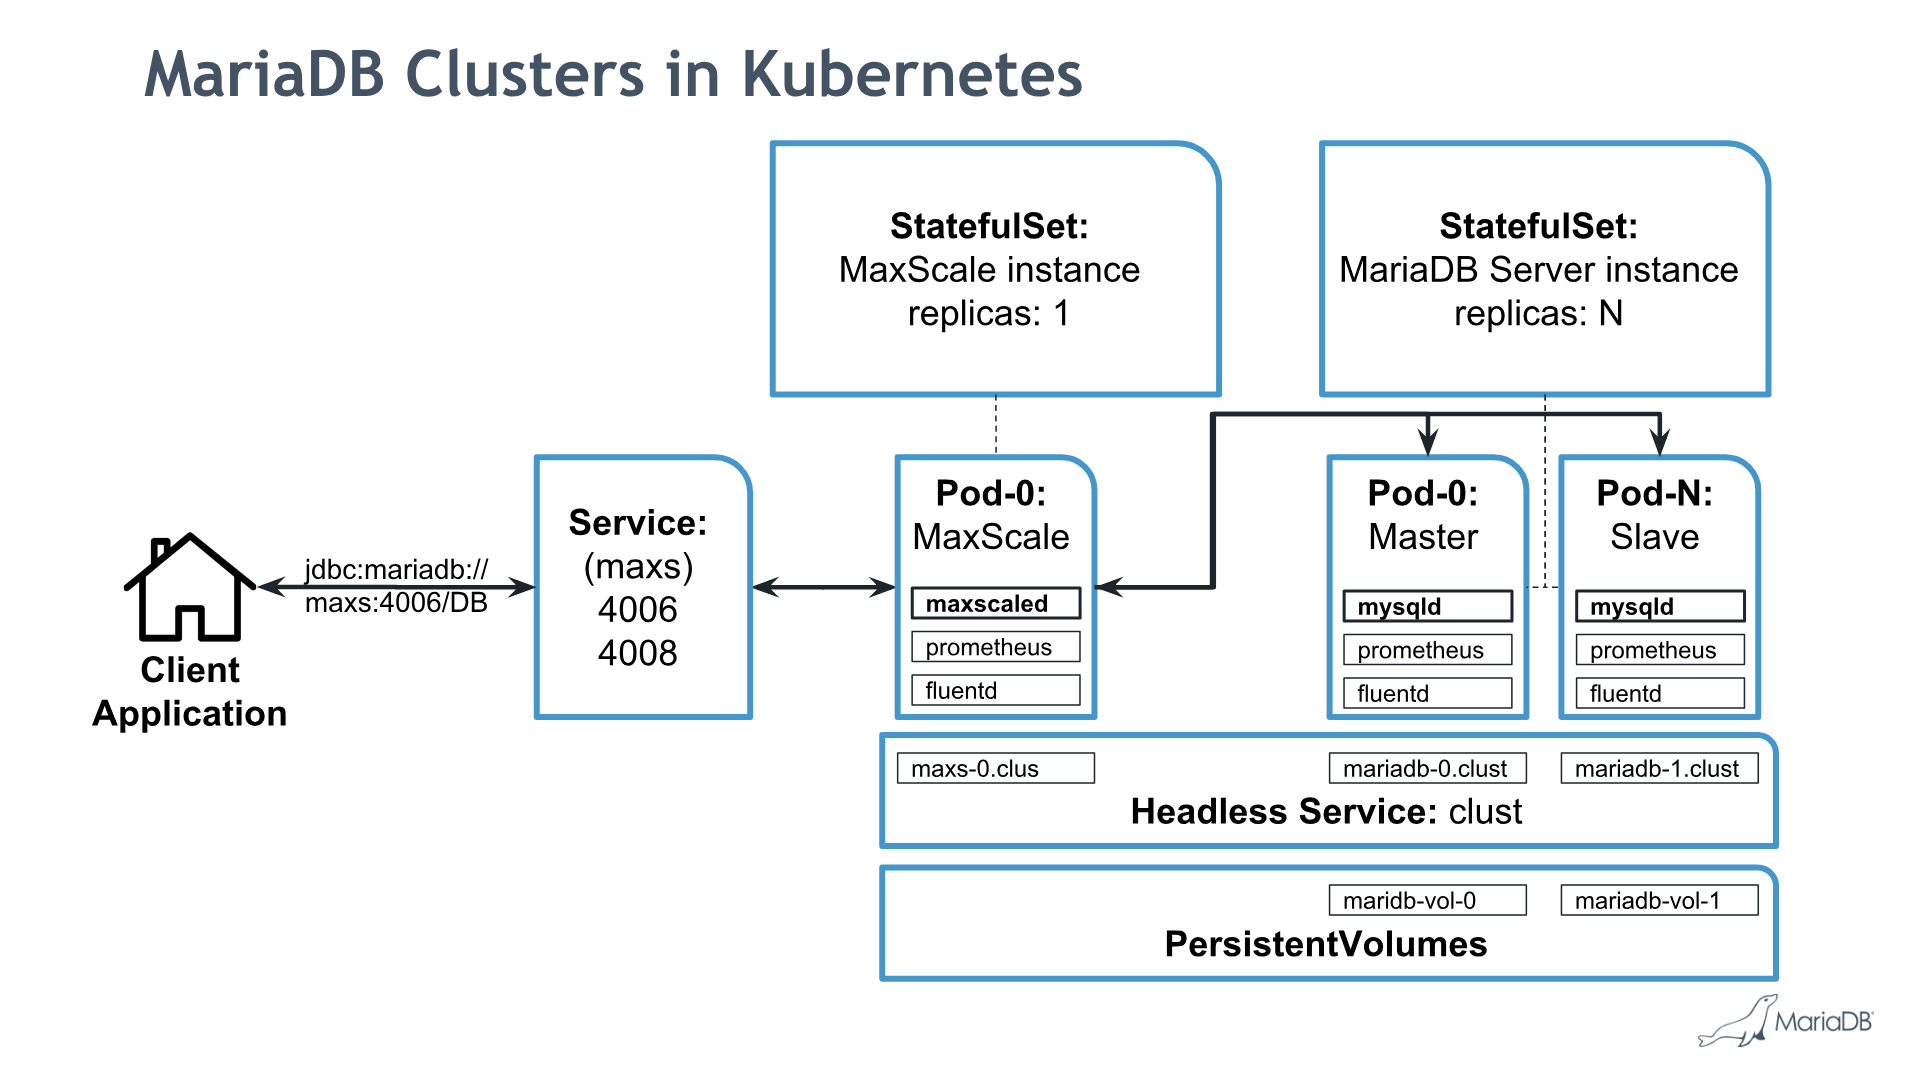 MariaDB Clusters in Kubernetes
StatefulSet:
MaxScale instance
replicas: 1
StatefulSet:
MariaDB Server instance
replicas: N
Client
Application
jdbc:mariadb://
maxs:4006/DB
Service:
(maxs)
4006
4008
Pod-0:
MaxScale
maxscaled
prometheus
fluentd
Pod-0:
Master
mysqld
prometheus
fluentd
Pod-N:
Slave
mysqld
prometheus
fluentd
maxs-0.clus
mariadb-0.clust
mariadb-1.clust
Headless Service: clust
maridb-vol-0
mariadb-vol-1
PersistentVolumes
MariaDB